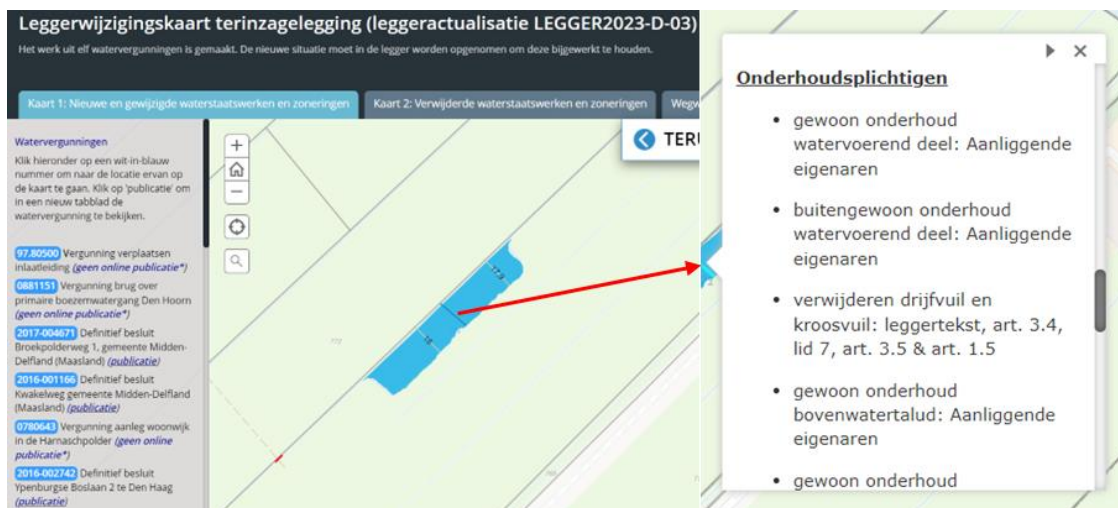 Leggerwijzigingskaart terinzagelegging (leggeractualisatie LEGGER2023-D-03)
Het werk uit elf watervergunningen is gemaakt. De nieuwe situatie moet in de legger worden opgenomen om deze bijgewerkt te houden.
Kaart 1: Nieuwe en gewijzigde waterstaatswerken en zoneringen
Kaart 2: Verwijderde waterstaatswerken en zoneringen
Watervergunningen
Klik hieronder op een wit-in-blauw
nummer om naar de locatie ervan op
de kaart te gaan. Klik op 'publicatie' om
in een nieuw tabblad de
watervergunning te bekijken.
97.80500 Vergunning verplaatsen
inlaatleiding (geen online publicatie*)
0881151 Vergunning brug over
primaire boezemwatergang Den Hoorn
(geen online publicatie*)
2017-004671 Definitief besluit
Broekpolderweg 1, gemeente Midden-
Delfland (Maasland) (publicatie)
2016-001166 Definitief besluit
Kwakelweg gemeente Midden-Delfland
(Maasland) (publicatie)
0780643 Vergunning aanleg woonwijk
in de Harnaschpolder (geen online
publicatie*)
2016-002742 Definitief besluit
Ypenburgse Boslaan 2 te Den Haag
(publicatie)
17,9
Onderhoudsplichtigen
• gewoon onderhoud
watervoerend deel: Aanliggende
eigenaren
• buitengewoon onderhoud
watervoerend deel: Aanliggende
eigenaren
• verwijderen drijfvuil en
kroosvuil: leggertekst, art. 3.4,
lid 7, art. 3.5 & art. 1.5
• gewoon onderhoud
bovenwatertalud: Aanliggende
eigenaren
• gewoon onderhoud